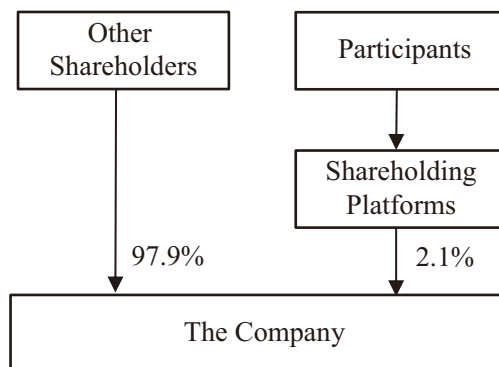 Other
Shareholders
Participants
Shareholding
Platforms
97.9%
2.1%
The Company